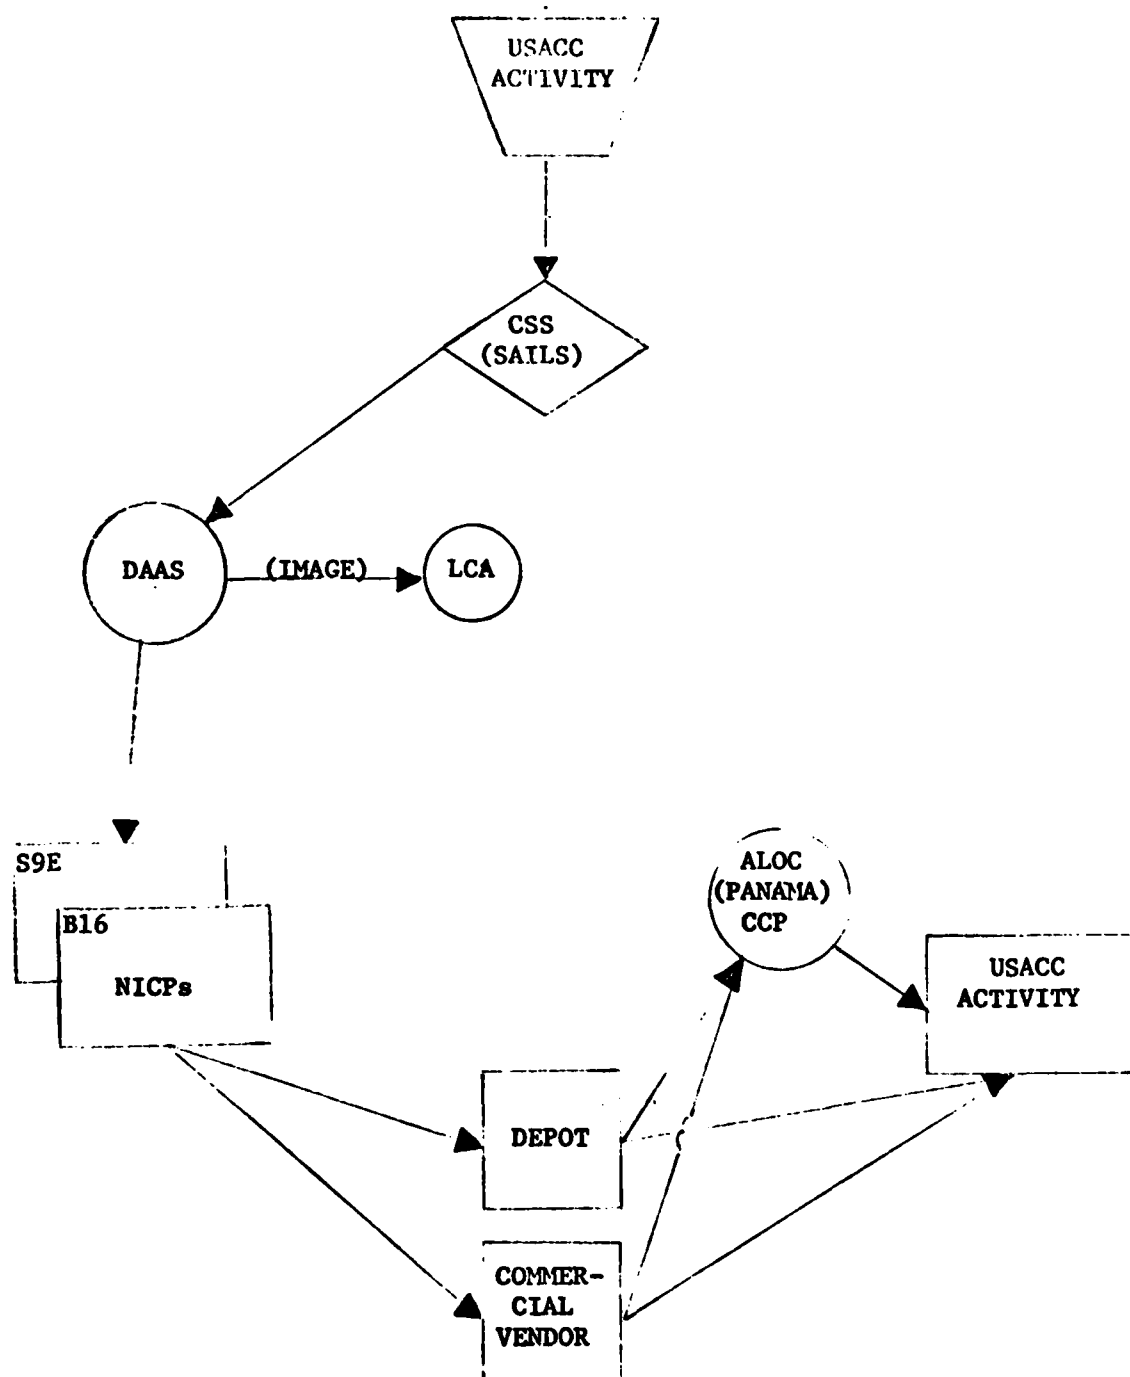 USACC
ACTIVITY
CSS
(SAILS)
DAAS
(IMAGE)
LCA
S9E
B16
NICPs
ALOC
(PANAMA)
CCP
USACC
ACTIVITY
DEPOT
COMMER-
CIAL
VENDOR